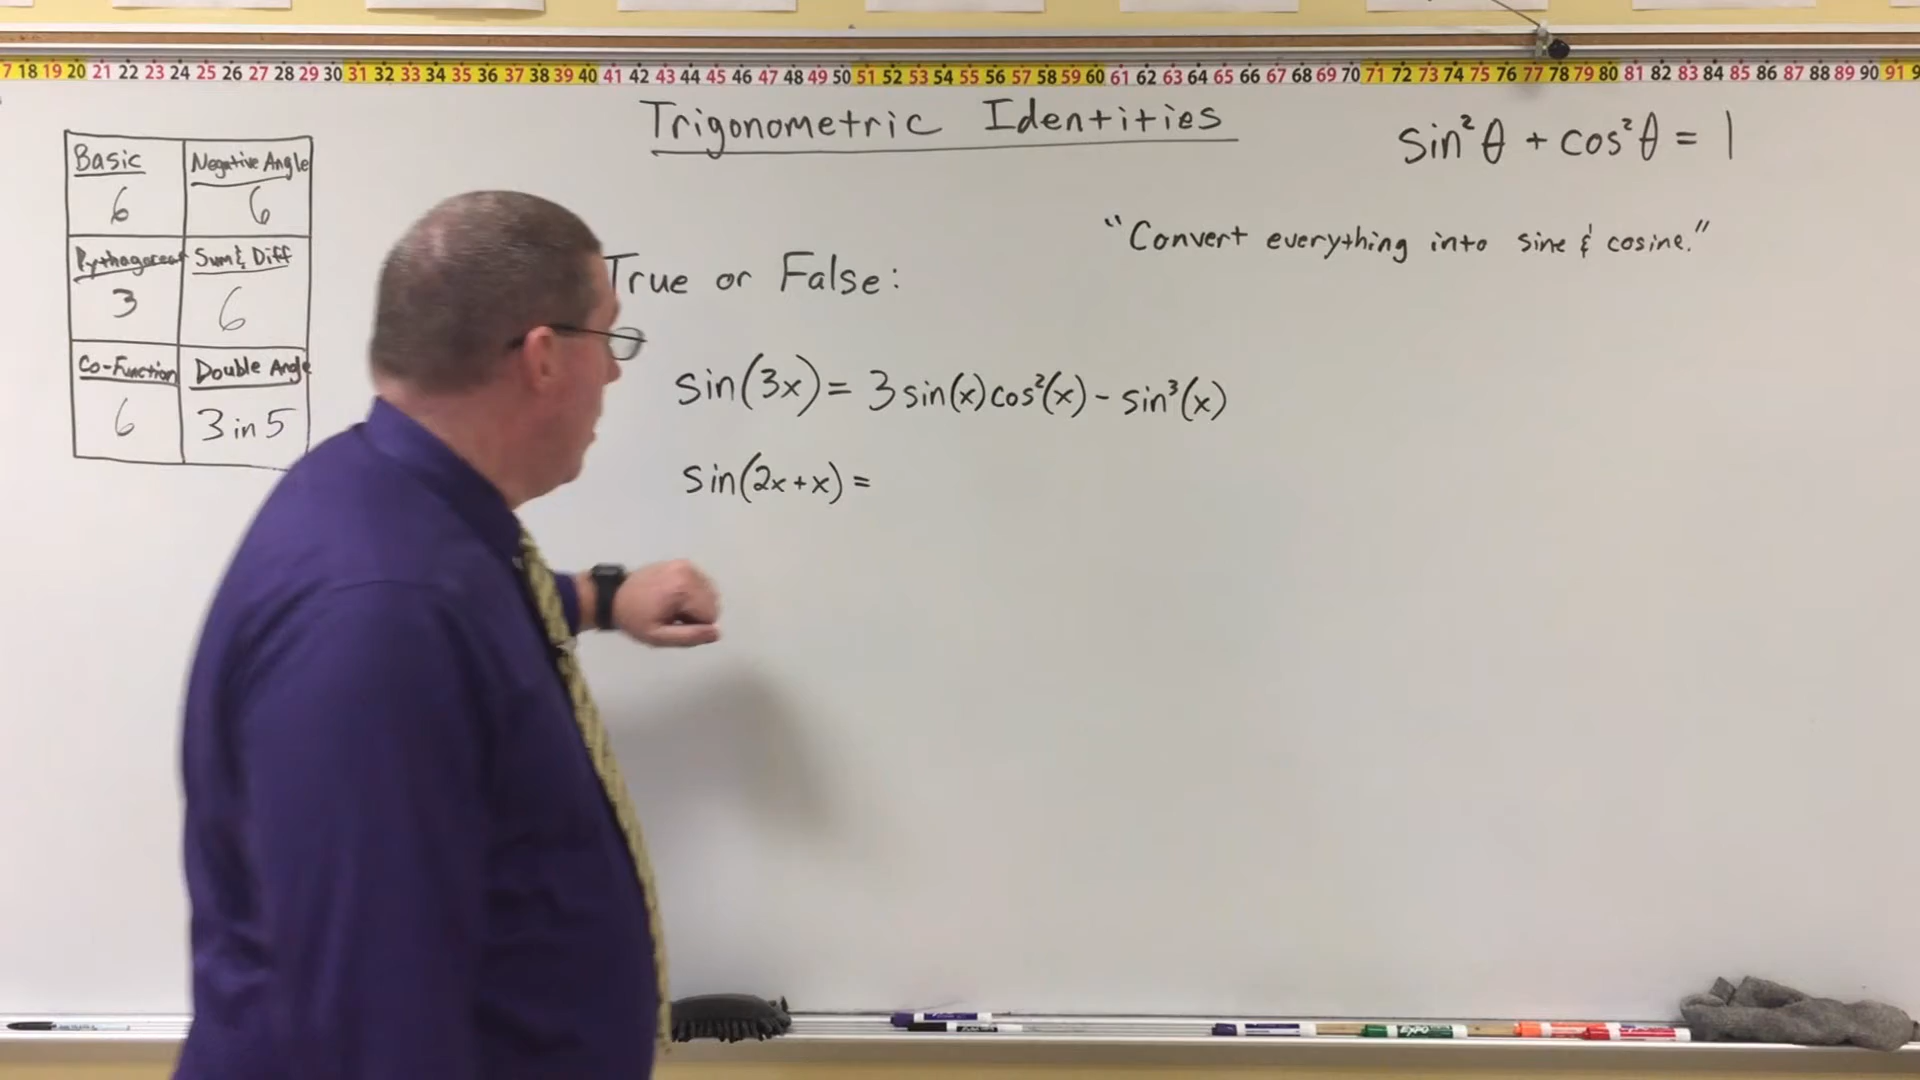 7 18 19 20 21 22 23 24 25 26 27 28 29 30 31 32 33 34 35 36 37 38 39 40 41 42 43 44 45 46 47 48 49 50 51 52 53 54 55 56 57 58 59 60 61 62 63 64 65 66 67 68 69 70 71 72 73 74 75 76 77 78 79 80 81 82 83 84 85 86 87 88 89 90 91 9
Trigonometric Identities
sin²θ + cos²θ = 1
"Convert everything into sine & cosine."
Basic
6
Negative Angle
6
Pythagorean
3
Sum & Diff
6
Co-Function
6
Double Angle
3 in 5
True or False:
sin(3x) = 3 sin(x) cos²(x) - sin³(x)
sin(2x + x) =
EXPO